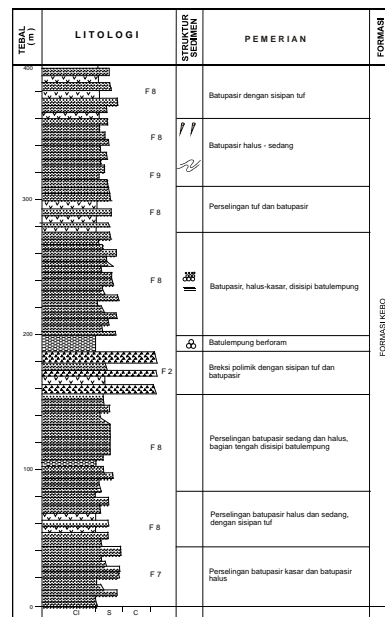 TEBAL
(m)
LITOLOGI
STRUKTUR
SEDIMEN
PEMERIAN
FORMASI
400
F 8
Batupasir dengan sisipan tuf
F 8
Batupasir halus - sedang
F 9
300
F 8
Perselingan tuf dan batupasir
F 8
Batupasir, halus-kasar, disisipi batulempung
200
Batulempung berforam
F 2
Breksi polimik dengan sisipan tuf dan
batupasir
FORMASI KEBO
F 8
Perselingan batupasir sedang dan halus,
bagian tengah disisipi batulempung
100
F 8
Perselingan batupasir halus dan sedang,
dengan sisipan tuf
F 7
Perselingan batupasir kasar dan batupasir
halus
0
Cl S C